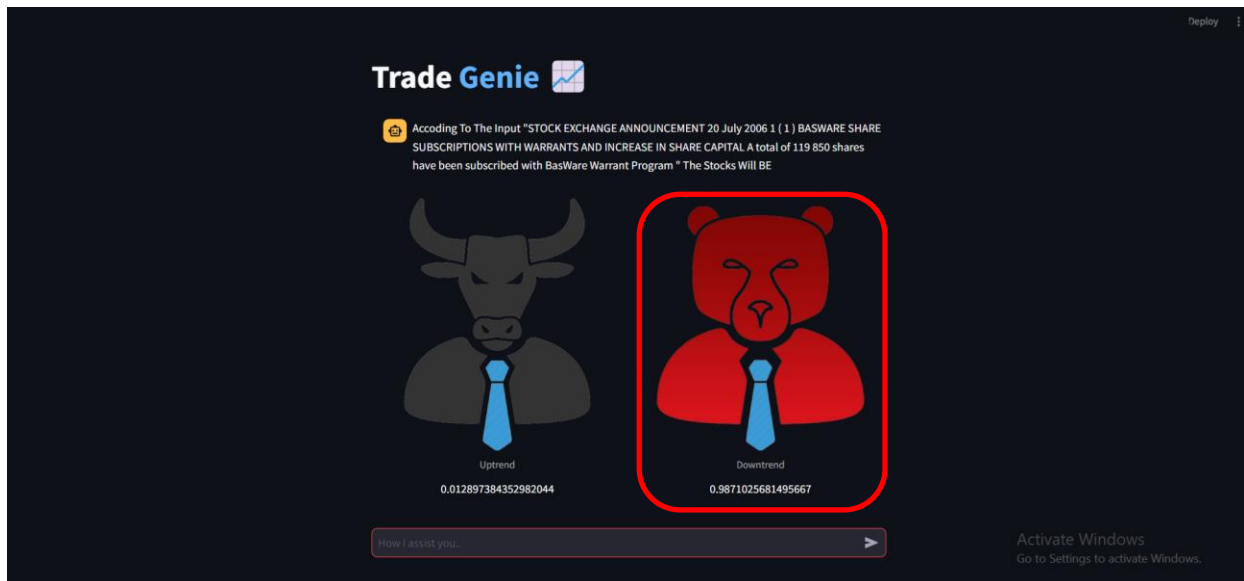 Deploy
Trade Genie
Accoding To The Input "STOCK EXCHANGE ANNOUNCEMENT 20 July 2006 1 ( 1 ) BASWARE SHARE
SUBSCRIPTIONS WITH WARRANTS AND INCREASE IN SHARE CAPITAL A total of 119 850 shares
have been subscribed with BasWare Warrant Program " The Stocks Will BE
Uptrend
Downtrend
0.012897384352982044
0.9871025681495667
How I assist you..
Activate Windows
Go to Settings to activate Windows.